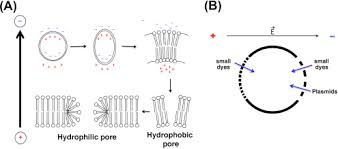 (A)
−
+
Hydrophilic pore
Hydrophobic
pore
(B)
+
E
−
small
dyes
small
dyes
Plasmids